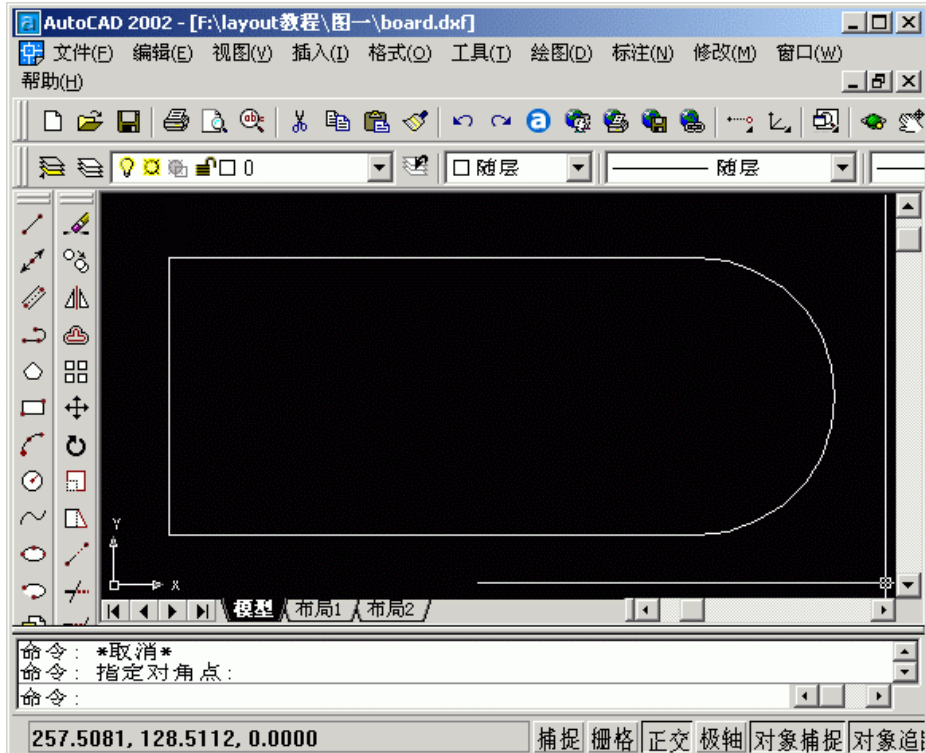 AutoCAD 2002 - [F:\layout教程\图一\board.dxf]
文件(F) 编辑(E) 视图(V) 插入(I) 格式(O) 工具(T) 绘图(D) 标注(N) 修改(M) 窗口(W)
帮助(H)
0 随层 随层
Y
X
模型 布局1 布局2
命令: *取消*
命令: 指定对角点:
命令:
257.5081, 128.5112, 0.0000 捕捉 栅格 正交 极轴 对象捕捉 对象追